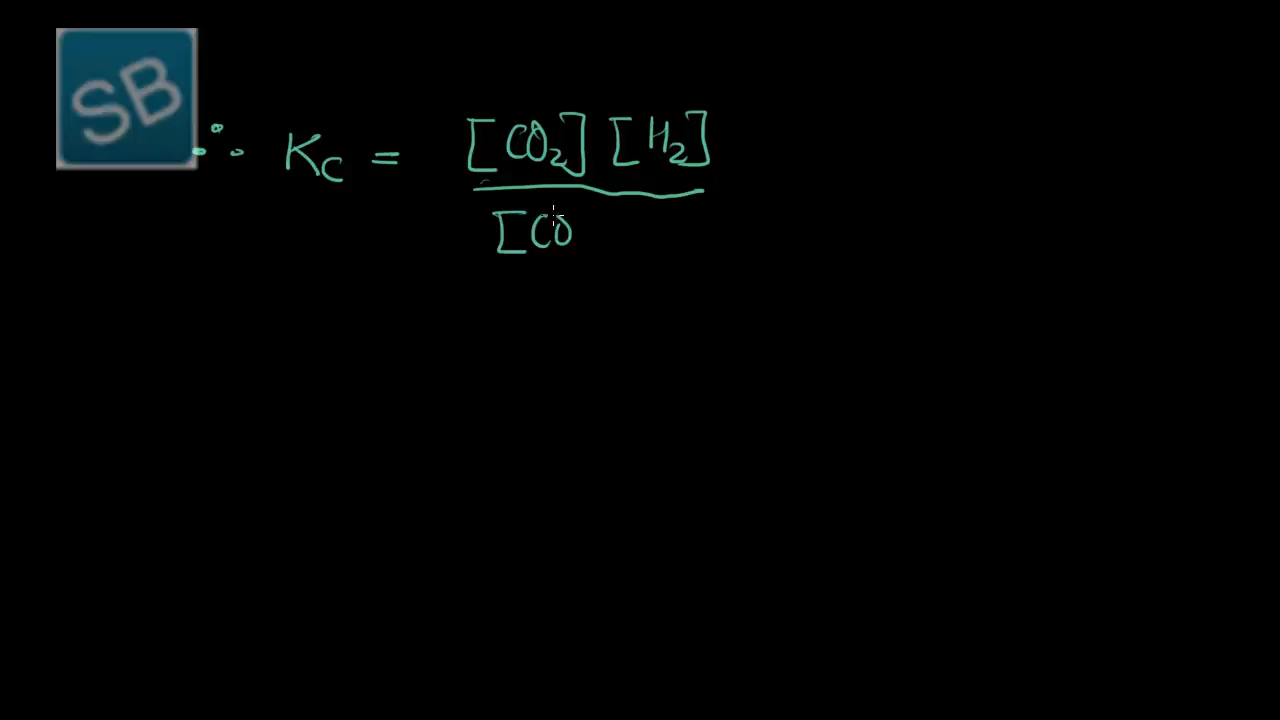 SB
∴ Kc = [CO₂] [H₂]
[CO